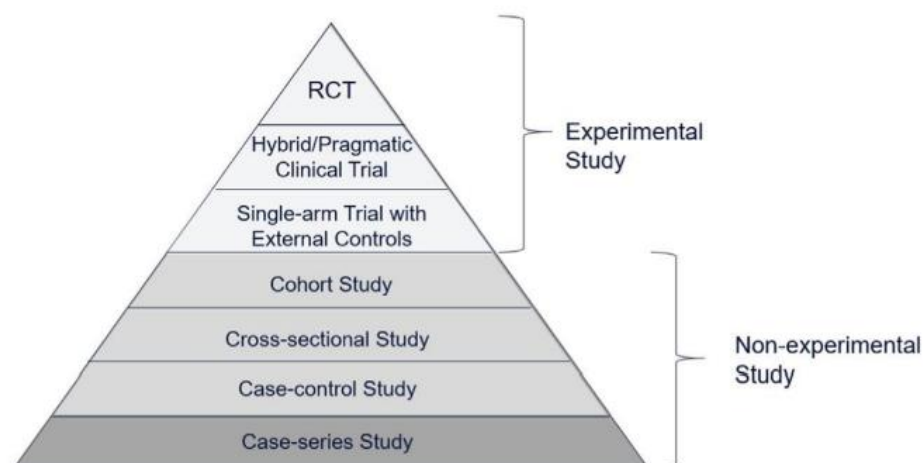 RCT
Hybrid/Pragmatic
Clinical Trial
Single-arm Trial with
External Controls
Cohort Study
Cross-sectional Study
Case-control Study
Case-series Study
Experimental
Study
Non-experimental
Study